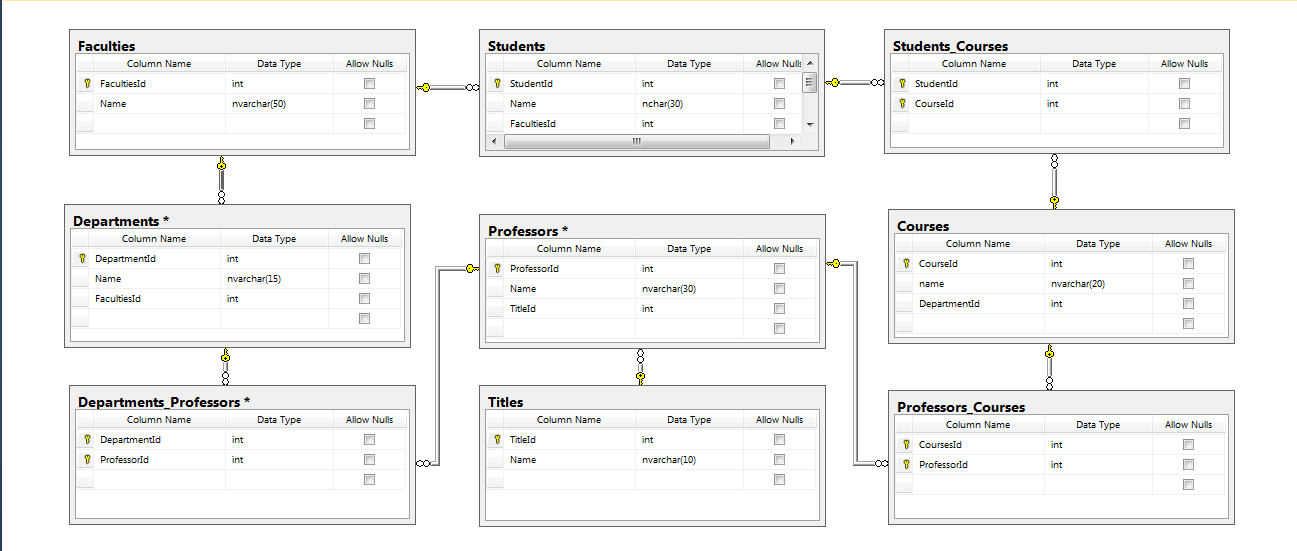 Faculties
Column Name Data Type Allow Nulls
FacultiesId int
Name nvarchar(50)
Students
Column Name Data Type Allow Nulls
StudentId int
Name nchar(30)
FacultiesId int
Students_Courses
Column Name Data Type Allow Nulls
StudentId int
CourseId int
Departments *
Column Name Data Type Allow Nulls
DepartmentId int
Name nvarchar(15)
FacultiesId int
Professors *
Column Name Data Type Allow Nulls
ProfessorId int
Name nvarchar(30)
TitleId int
Courses
Column Name Data Type Allow Nulls
CourseId int
name nvarchar(20)
DepartmentId int
Departments_Professors *
Column Name Data Type Allow Nulls
DepartmentId int
ProfessorId int
Titles
Column Name Data Type Allow Nulls
TitleId int
Name nvarchar(10)
Professors_Courses
Column Name Data Type Allow Nulls
CoursesId int
ProfessorId int